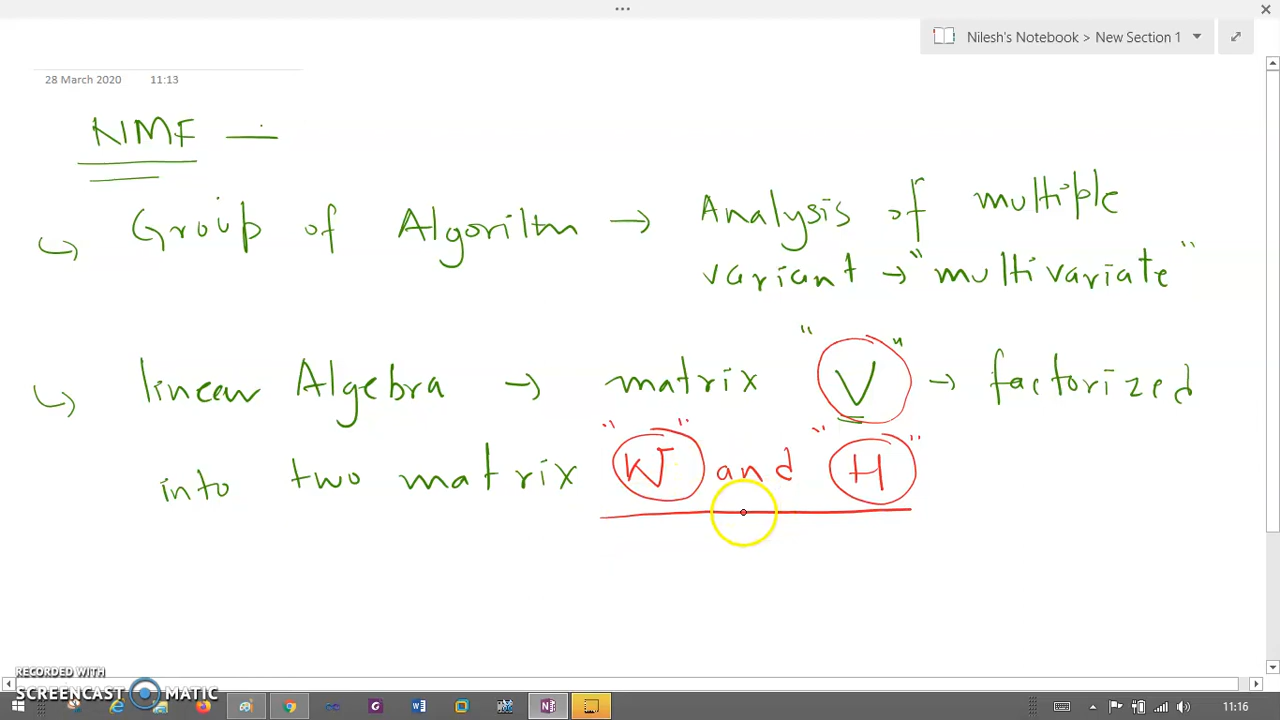 Nilesh's Notebook > New Section 1
28 March 2020 11:13
NMF —
Group of Algorithm → Analysis of multiple
variant → "multivariate"
linear Algebra → matrix "V" → factorized
into two matrix "W" and "H"
RECORDED WITH
SCREENCAST MATIC
11:16